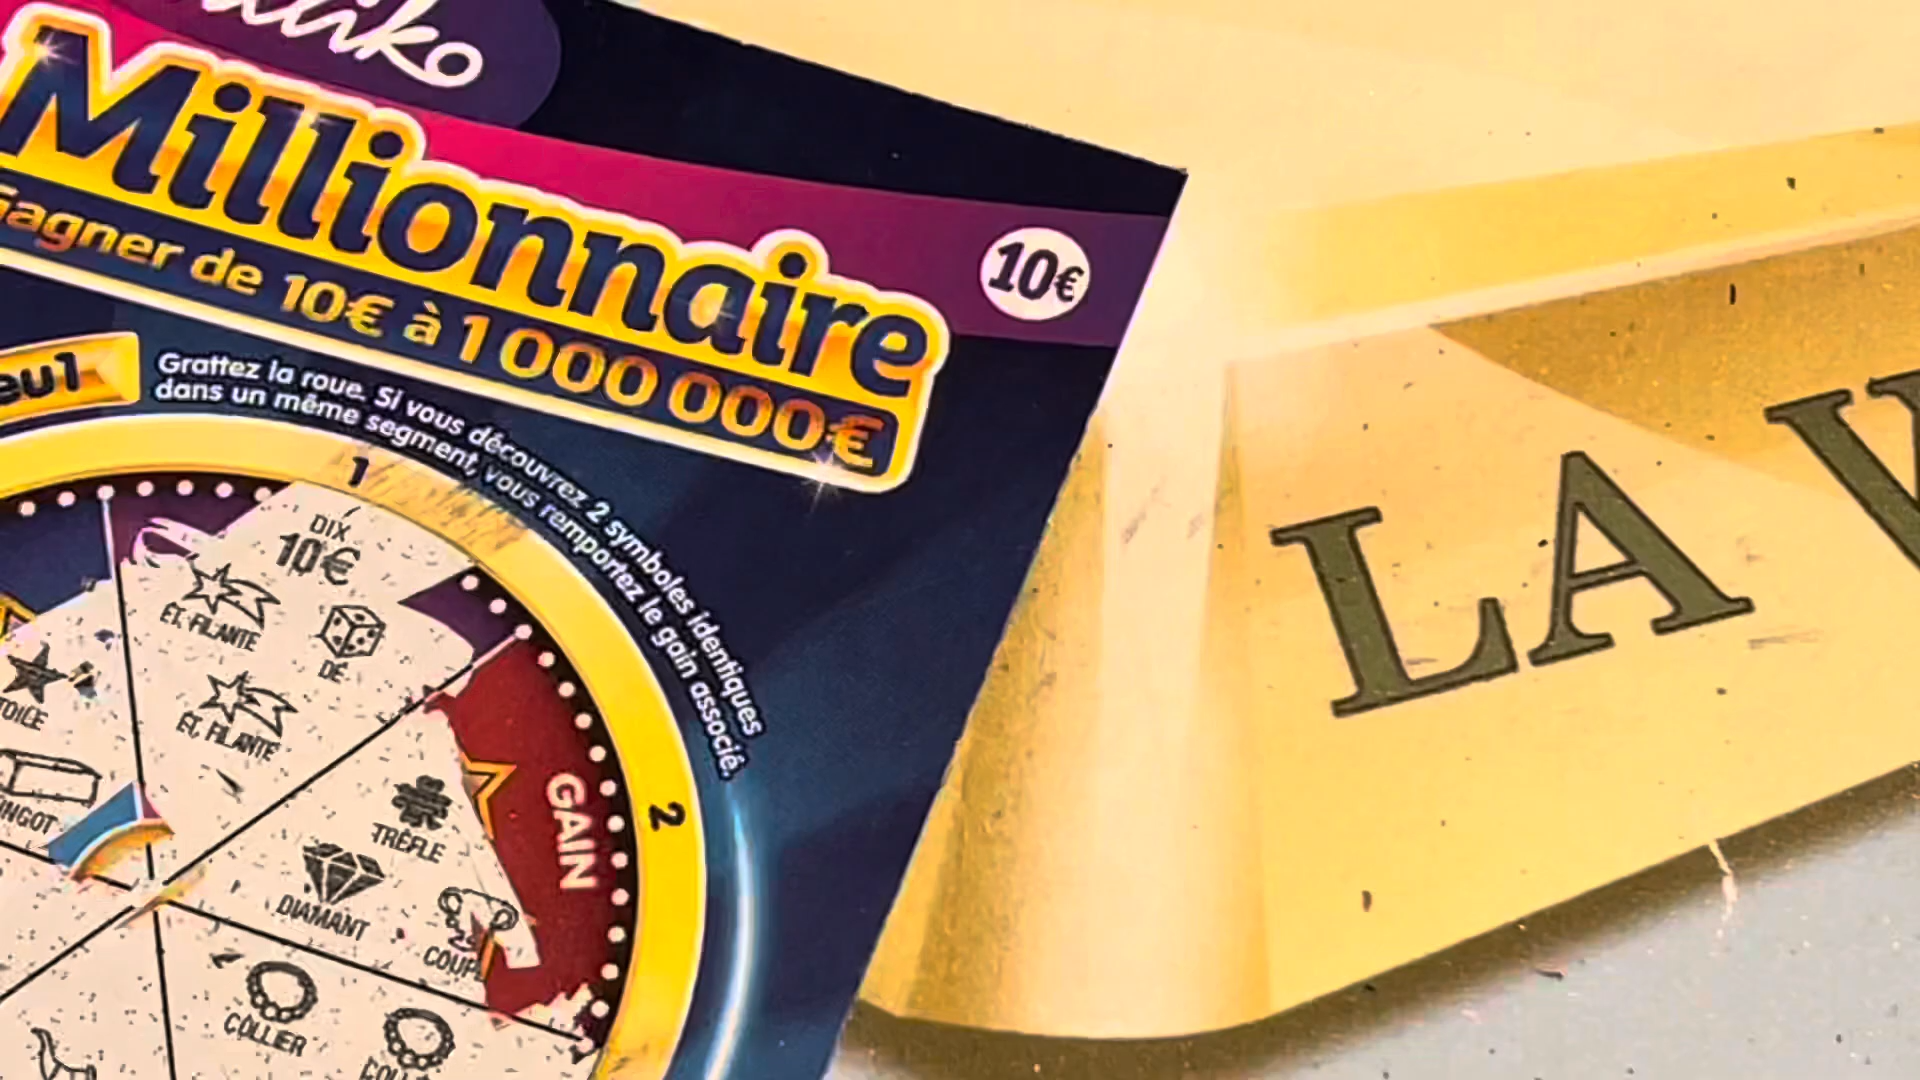 Millionnaire
Gagner de 10€ à 1 000 000€
10€
Grattez la roue. Si vous découvrez 2 symboles identiques
dans un même segment, vous remportez le gain associé.
1
DIX
10€
ÉT. FILANTE
DÉ
ÉT. FILANTE
2
GAIN
TRÈFLE
DIAMANT
COLLIER
LA